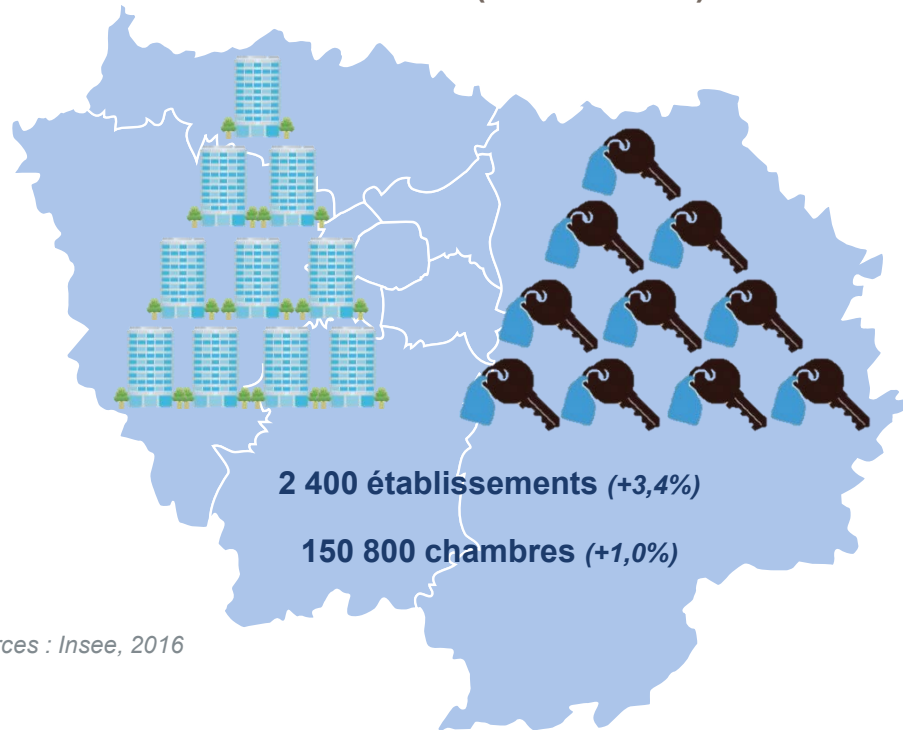 2 400 établissements (+3,4%)
150 800 chambres (+1,0%)
rces : Insee, 2016